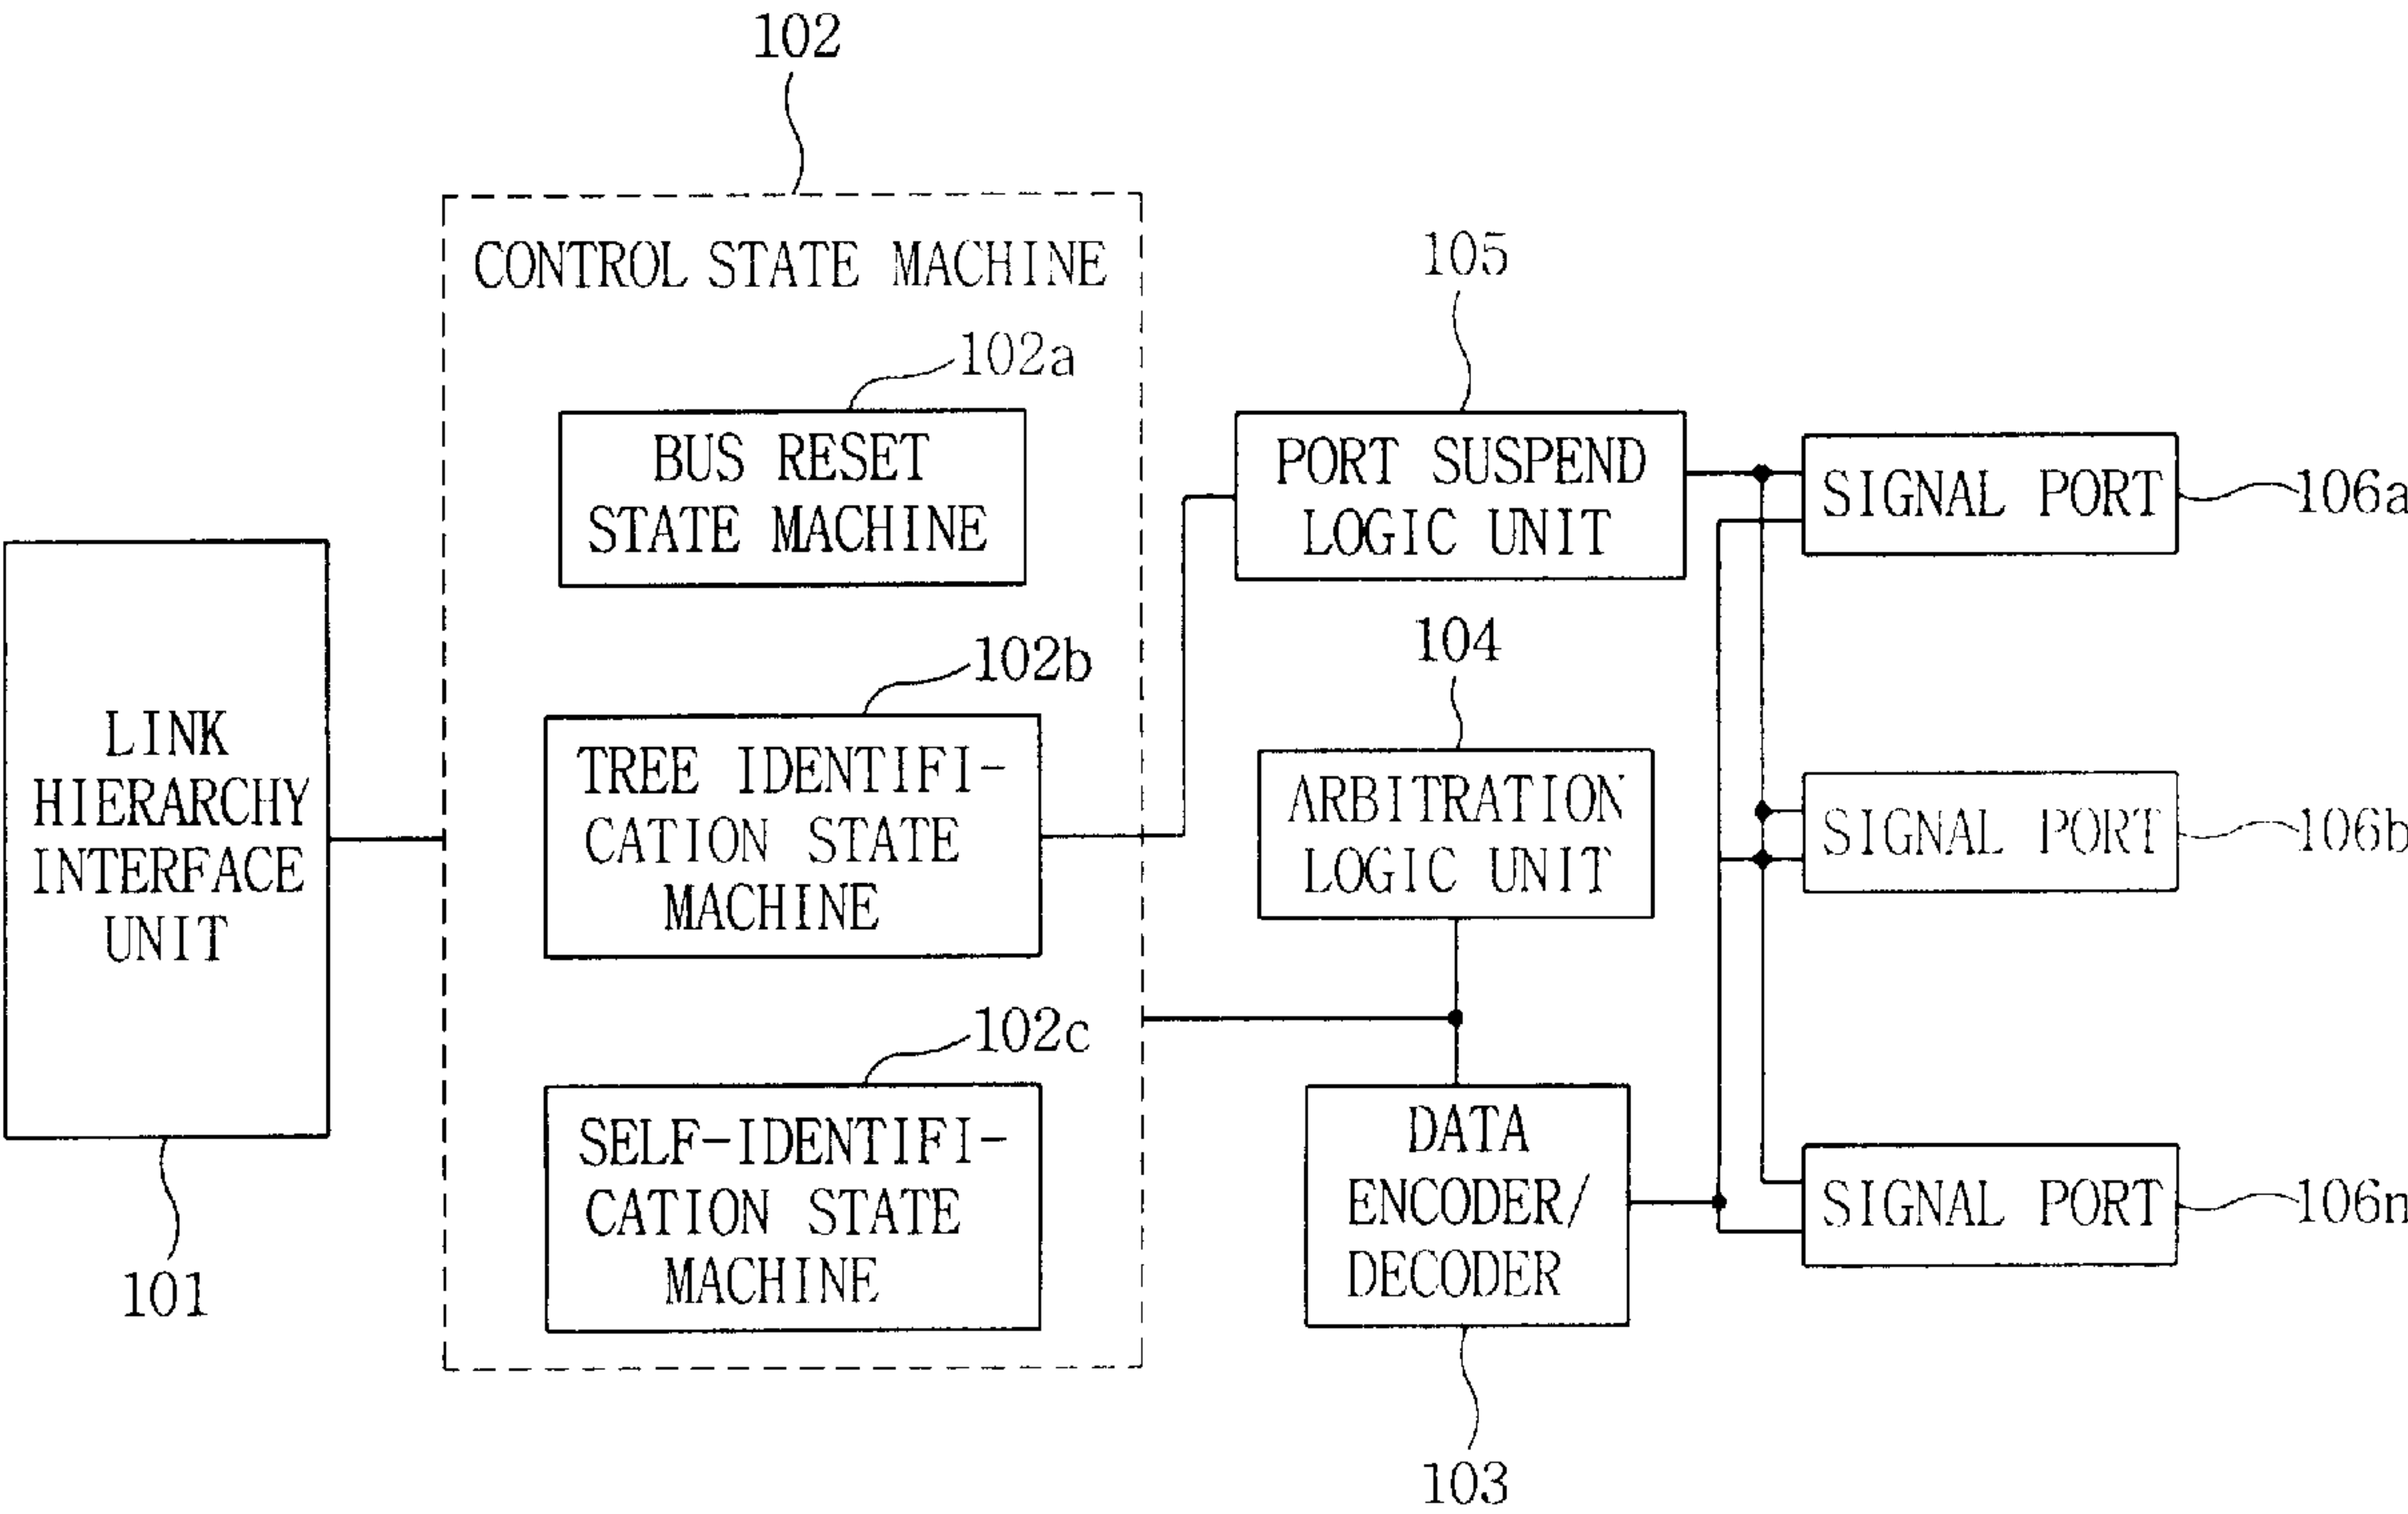 102
CONTROL STATE MACHINE
102a
BUS RESET
STATE MACHINE
102b
TREE IDENTIFI-
CATION STATE
MACHINE
102c
SELF-IDENTIFI-
CATION STATE
MACHINE
LINK
HIERARCHY
INTERFACE
UNIT
101
105
PORT SUSPEND
LOGIC UNIT
104
ARBITRATION
LOGIC UNIT
DATA
ENCODER/
DECODER
103
SIGNAL PORT
106a
SIGNAL PORT
106b
SIGNAL PORT
106n